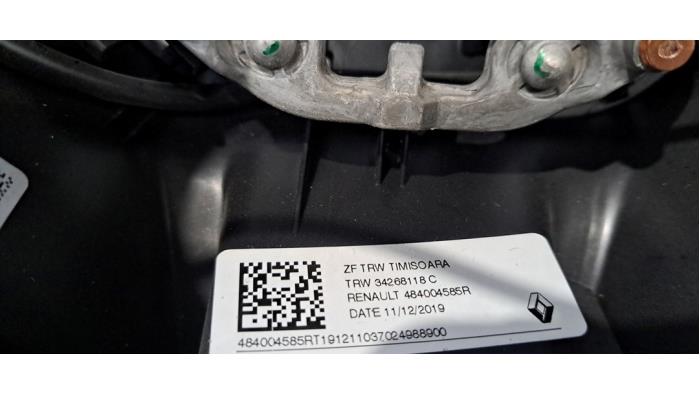 ZF TRW TIMISOARA
TRW 34268118 C
RENAULT 484004585R
DATE 11/12/2019
484004585RT191211037024988900